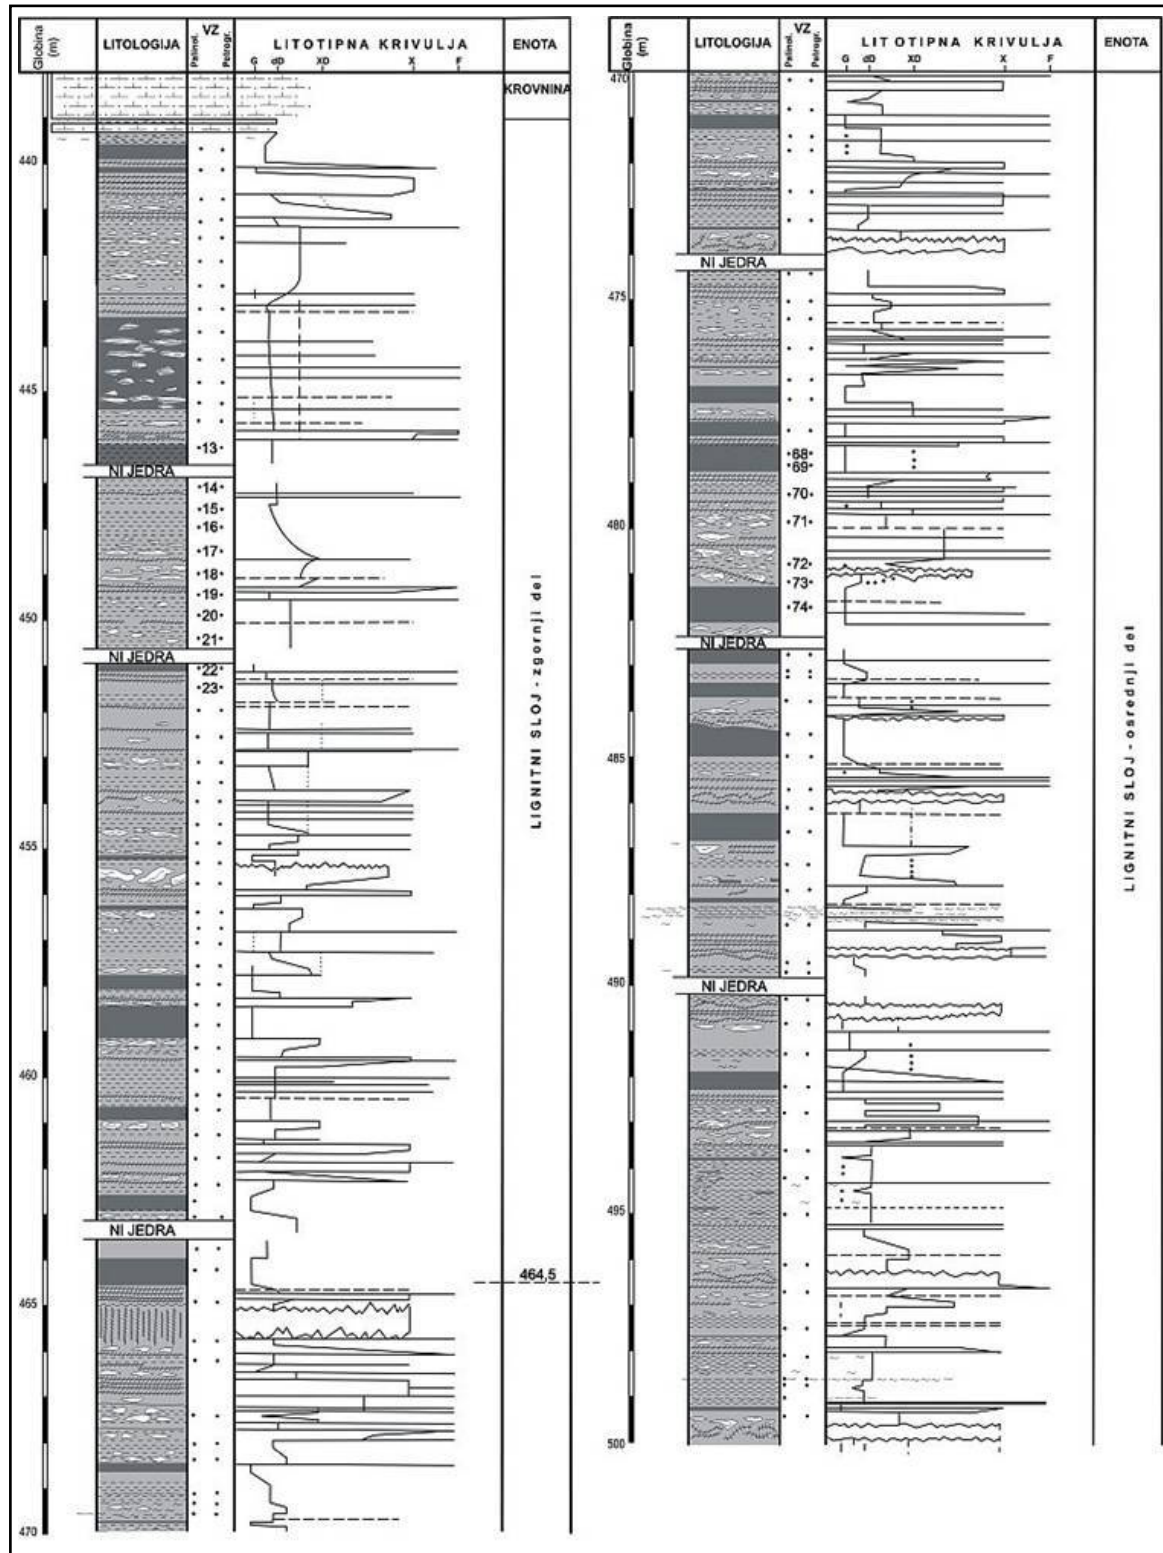 Globina (m)
LITOLOGIJA
VZ
Palinol.
Petrogr.
LITOTIPNA KRIVULJA
G dD XD X F
ENOTA
KROVNINA
440
445
•13•
NI JEDRA
•14•
•15•
•16•
•17•
•18•
•19•
450
•20•
•21•
NI JEDRA
•22•
•23•
455
460
NI JEDRA
465
470
LIGNITNI SLOJ - zgornji del
464,5
Globina (m)
LITOLOGIJA
VZ
Palinol.
Petrogr.
LITOTIPNA KRIVULJA
G dD XD X F
ENOTA
470
NI JEDRA
475
•68•
•69•
•70•
480
•71•
•72•
•73•
•74•
NI JEDRA
485
490
NI JEDRA
495
500
LIGNITNI SLOJ - osrednji del